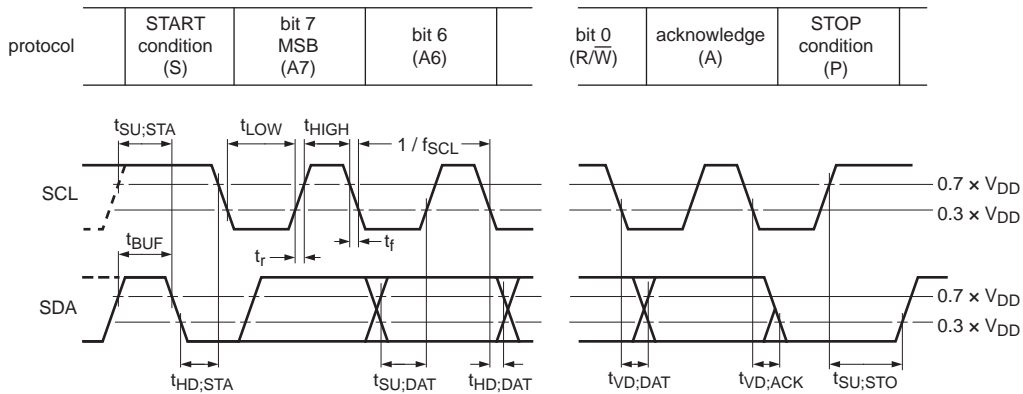 protocol
START
condition
(S)
bit 7
MSB
(A7)
bit 6
(A6)
bit 0
(R/W̅)
acknowledge
(A)
STOP
condition
(P)
tSU;STA
tLOW
tHIGH
1 / fSCL
SCL
0.7 × VDD
0.3 × VDD
tBUF
tr
tf
SDA
0.7 × VDD
0.3 × VDD
tHD;STA
tSU;DAT
tHD;DAT
tVD;DAT
tVD;ACK
tSU;STO